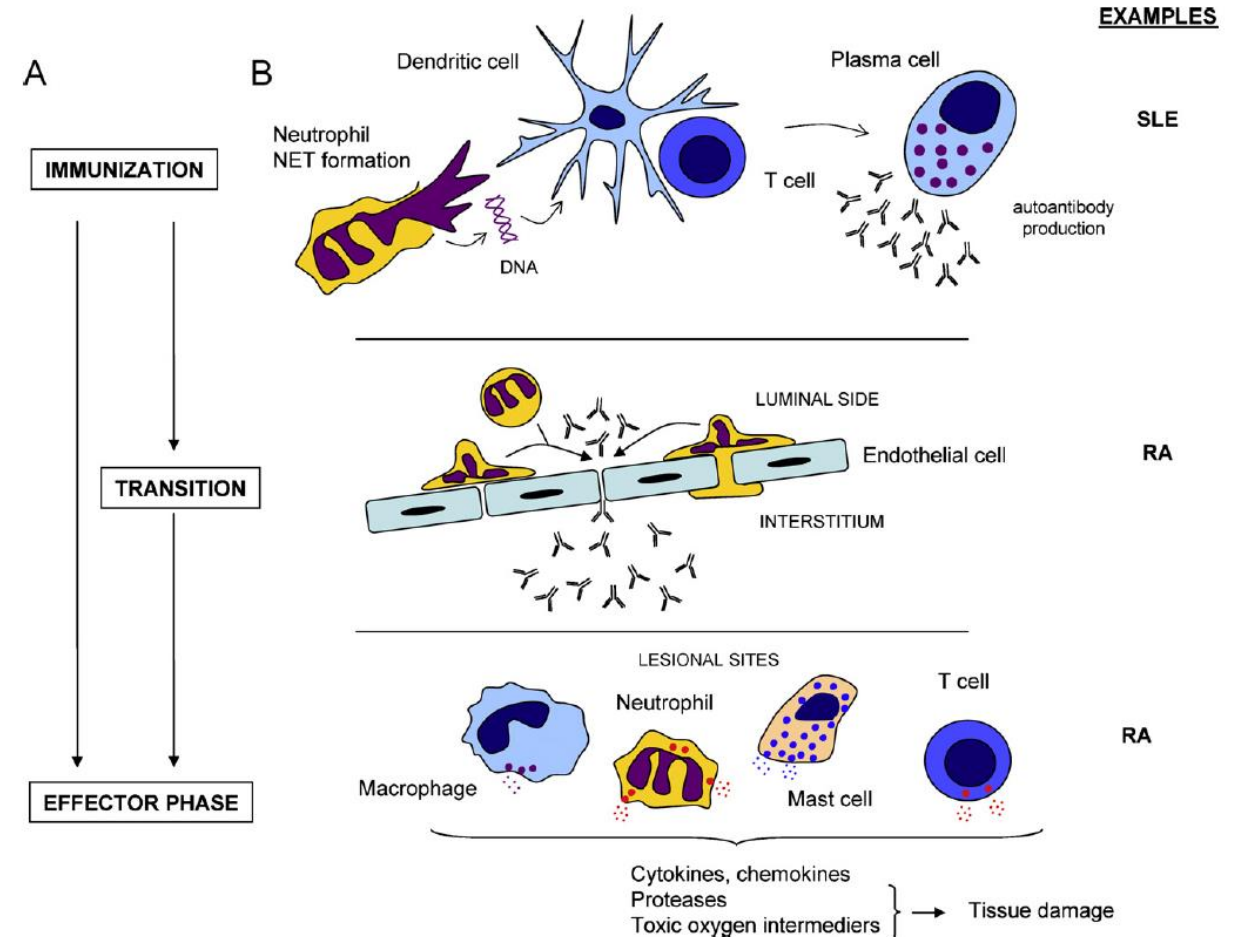 EXAMPLES
A
B
Dendritic cell
Plasma cell
SLE
Neutrophil
NET formation
IMMUNIZATION
T cell
autoantibody
production
DNA
LUMINAL SIDE
Endothelial cell
RA
TRANSITION
INTERSTITIUM
LESIONAL SITES
T cell
Neutrophil
RA
Macrophage
Mast cell
EFFECTOR PHASE
Cytokines, chemokines
Proteases
Toxic oxygen intermediers
Tissue damage